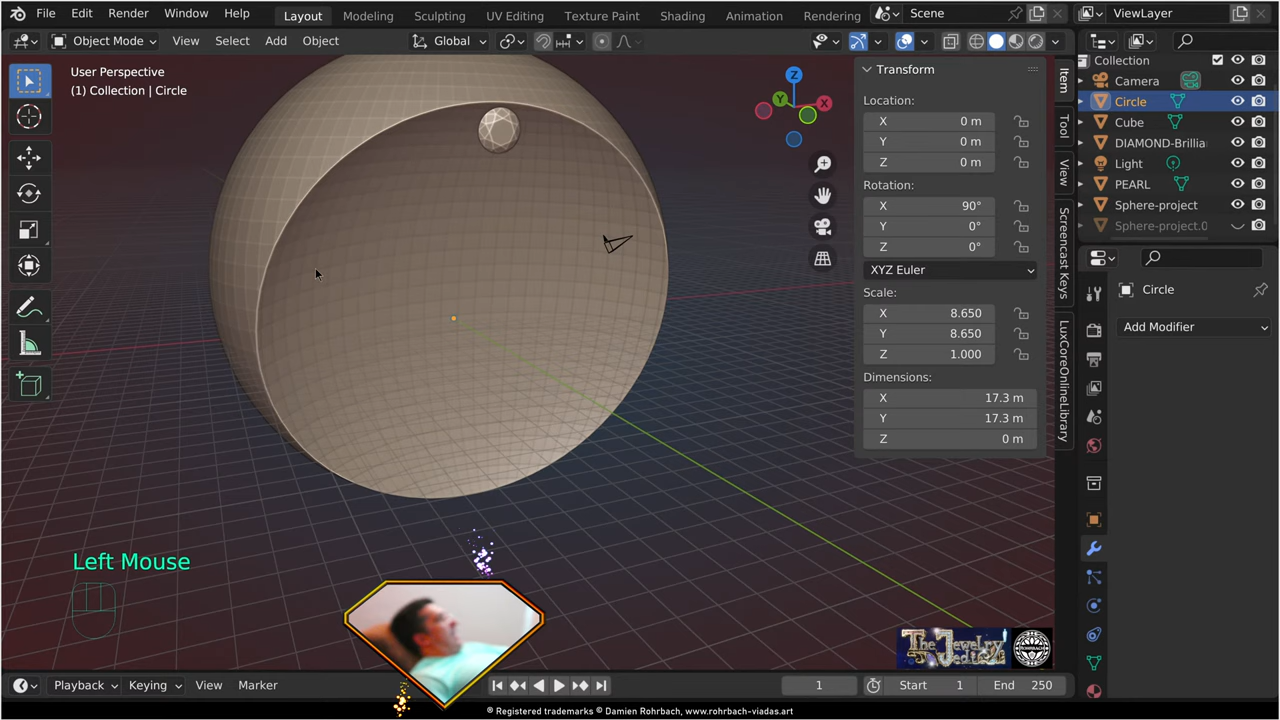 File Edit Render Window Help Layout Modeling Sculpting UV Editing Texture Paint Shading Animation Rendering Scene ViewLayer
Object Mode View Select Add Object Global
User Perspective
(1) Collection | Circle
Z
Y
X
Transform
Location:
X 0 m
Y 0 m
Z 0 m
Rotation:
X 90°
Y 0°
Z 0°
XYZ Euler
Scale:
X 8.650
Y 8.650
Z 1.000
Dimensions:
X 17.3 m
Y 17.3 m
Z 0 m
Item
Tool
View
Screencast Keys
LuxCoreOnlineLibrary
Collection
Camera
Circle
Cube
DIAMOND-Brillia
Light
PEARL
Sphere-project
Sphere-project.0
Circle
Add Modifier
Left Mouse
The Jewelry
Jedi
ROHRBACH
Playback Keying View Marker 1 Start 1 End 250
® Registered trademarks © Damien Rohrbach, www.rohrbach-viadas.art